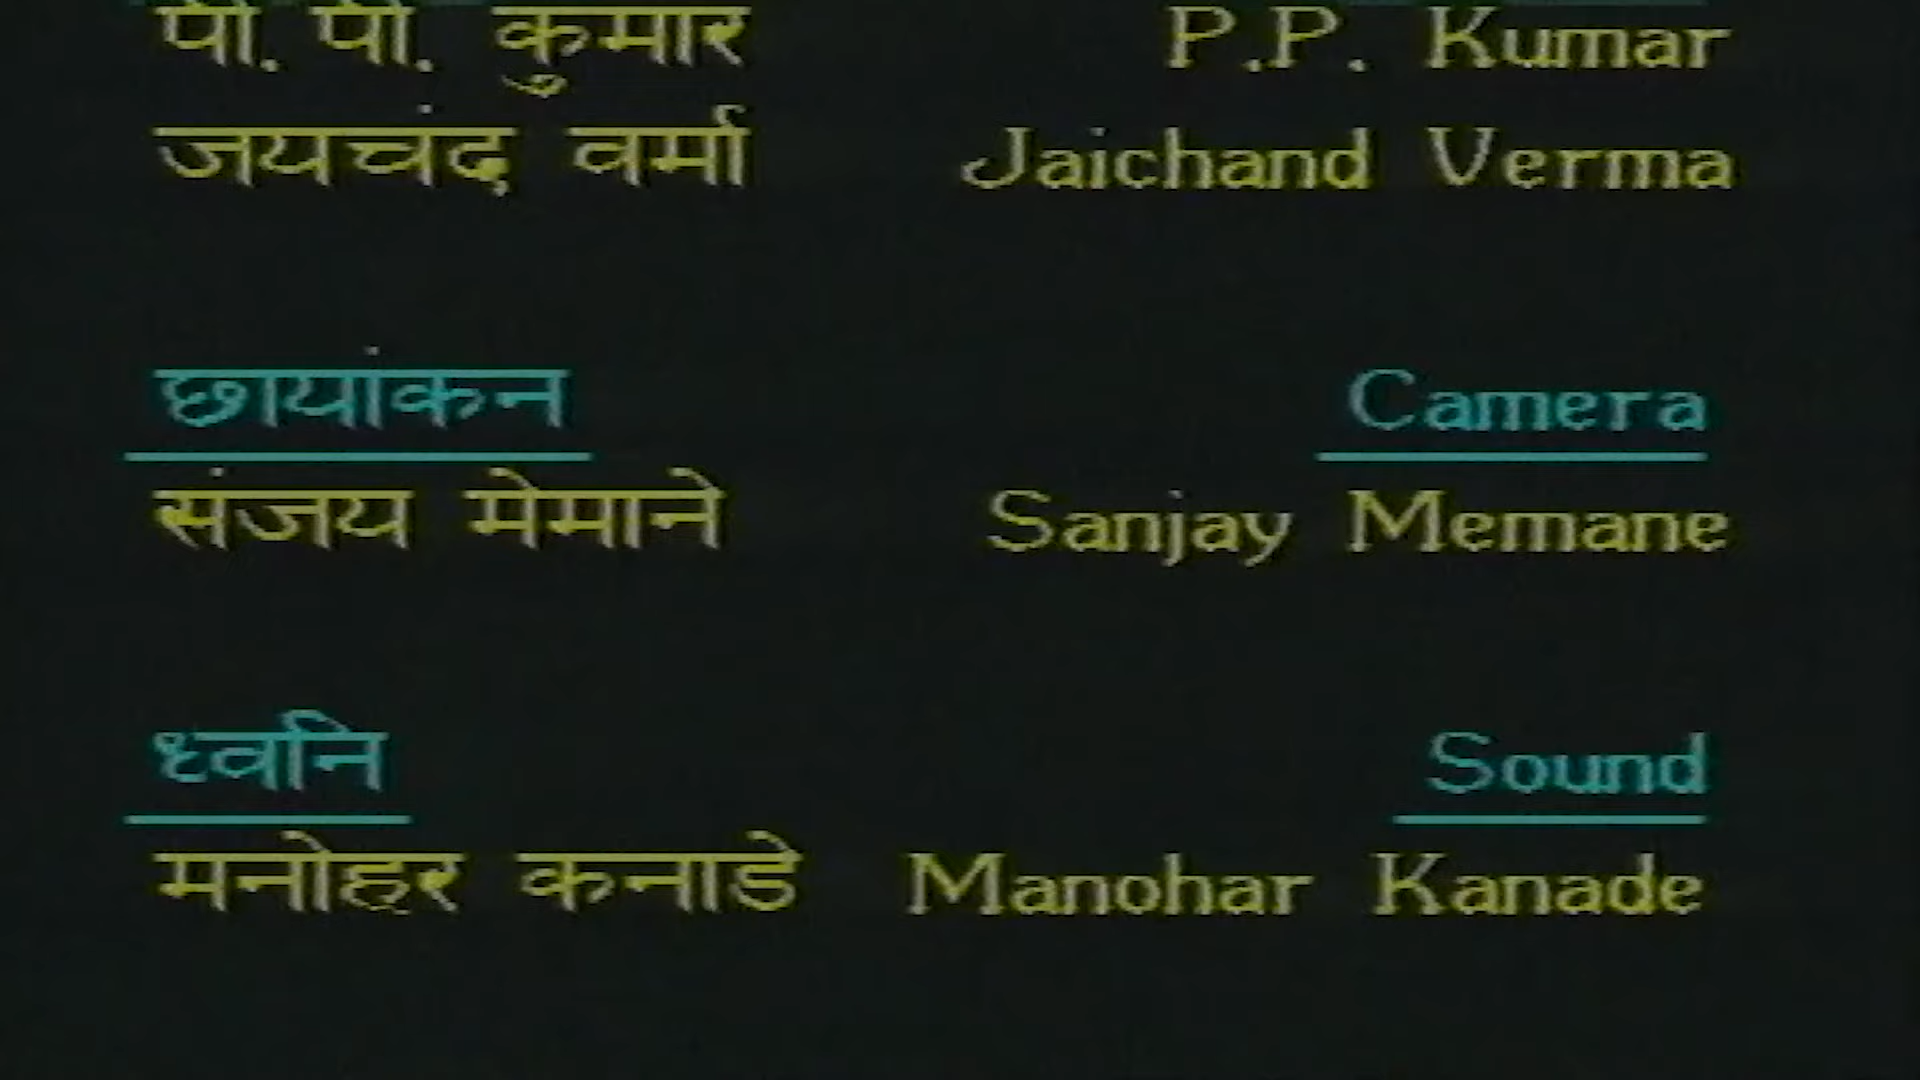 पी. पी. कुमार P.P. Kumar
जयचंद वर्मा Jaichand Verma
छायांकन Camera
संजय मेमाने Sanjay Memane
ध्वनि Sound
मनोहर कनाडे Manohar Kanade